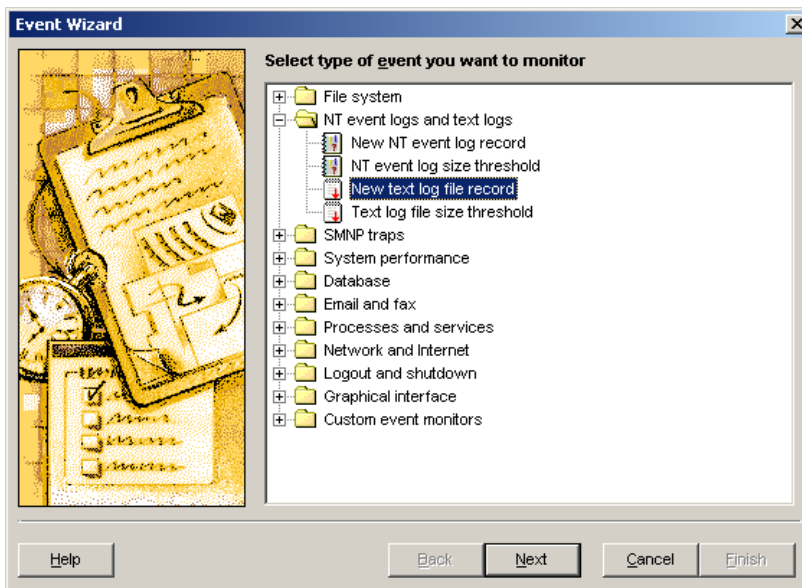 Event Wizard
Select type of event you want to monitor
File system
NT event logs and text logs
New NT event log record
NT event log size threshold
New text log file record
Text log file size threshold
SMNP traps
System performance
Database
Email and fax
Processes and services
Network and Internet
Logout and shutdown
Graphical interface
Custom event monitors
Help
Back
Next
Cancel
Finish